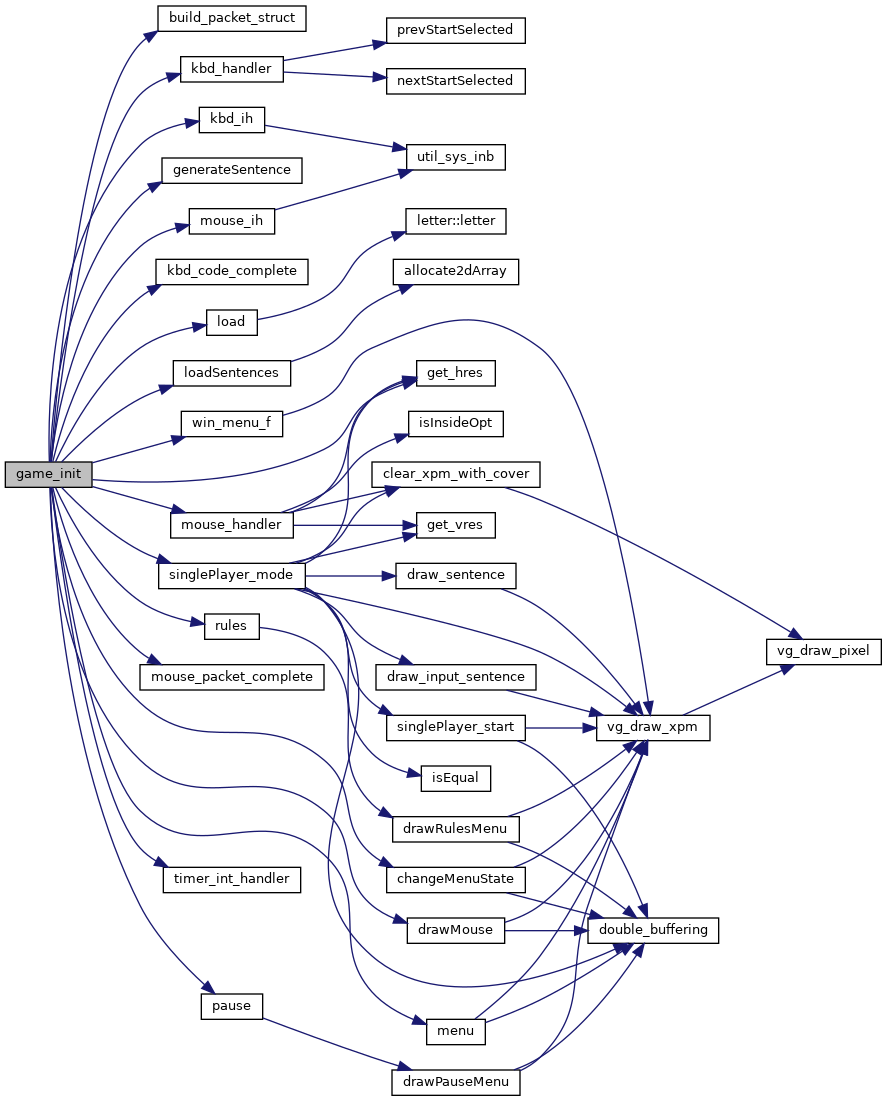 build_packet_struct
prevStartSelected
kbd_handler
nextStartSelected
kbd_ih
util_sys_inb
generateSentence
mouse_ih
letter::letter
kbd_code_complete
allocate2dArray
load
loadSentences
get_hres
win_menu_f
isInsideOpt
game_init
clear_xpm_with_cover
mouse_handler
get_vres
singlePlayer_mode
draw_sentence
rules
vg_draw_pixel
mouse_packet_complete
draw_input_sentence
singlePlayer_start
vg_draw_xpm
isEqual
drawRulesMenu
timer_int_handler
changeMenuState
drawMouse
double_buffering
pause
menu
drawPauseMenu